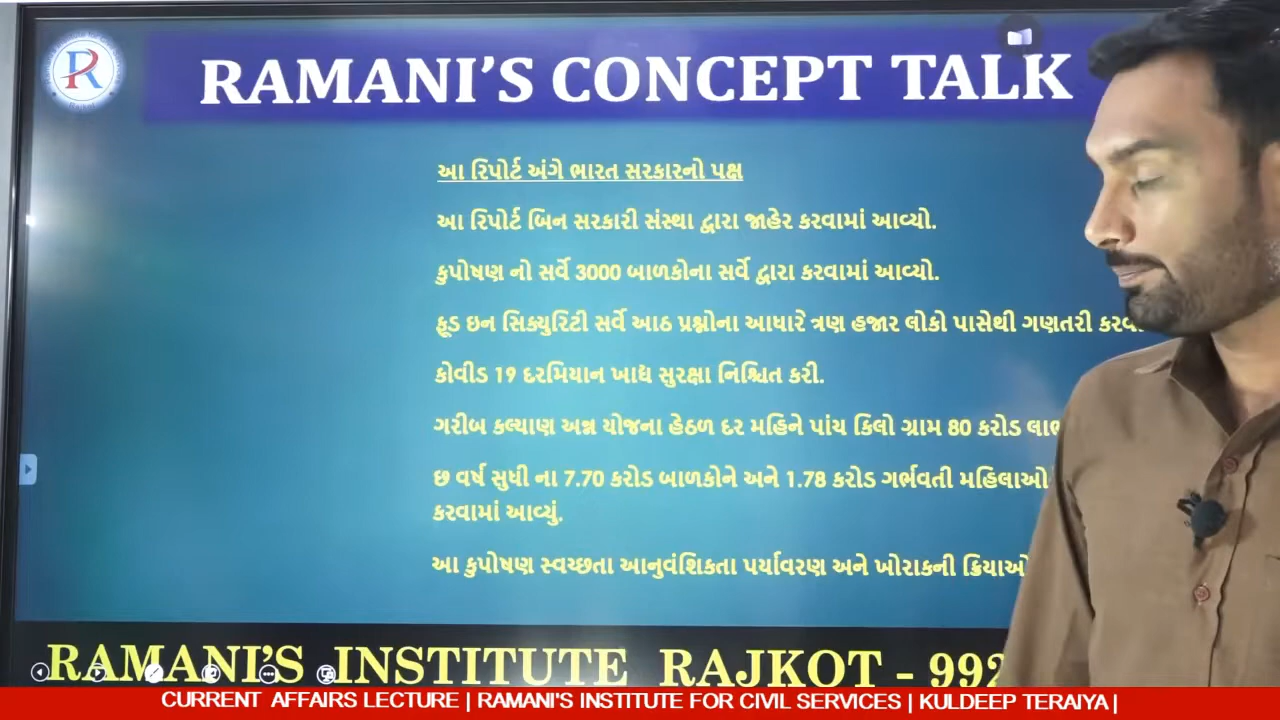 R
RAMANI'S CONCEPT TALK
આ રિપોર્ટ અંગે ભારત સરકારનો પક્ષ
આ રિપોર્ટ બિન સરકારી સંસ્થા દ્વારા જાહેર કરવામાં આવ્યો.
કુપોષણ નો સર્વે 3000 બાળકોના સર્વે દ્વારા કરવામાં આવ્યો.
ફૂડ ઇન સિક્યુરિટી સર્વે આઠ પ્રશ્નોના આધારે ત્રણ હજાર લોકો પાસેથી ગણતરી
કોવીડ 19 દરમિયાન ખાદ્ય સુરક્ષા નિશ્ચિત કરી.
ગરીબ કલ્યાણ અન્ન યોજના હેઠળ દર મહિને પાંચ કિલો ગ્રામ 80 કરોડ
છ વર્ષ સુધી ના 7.70 કરોડ બાળકોને અને 1.78 કરોડ ગર્ભવતી મહિલાઓ
કરવામાં આવ્યું.
આ કુપોષણ સ્વચ્છતા આનુવંશિકતા પર્યાવરણ અને ખોરાકની
RAMANI'S INSTITUTE RAJKOT - 992
CURRENT AFFAIRS LECTURE | RAMANI'S INSTITUTE FOR CIVIL SERVICES | KULDEEP TERAIYA |